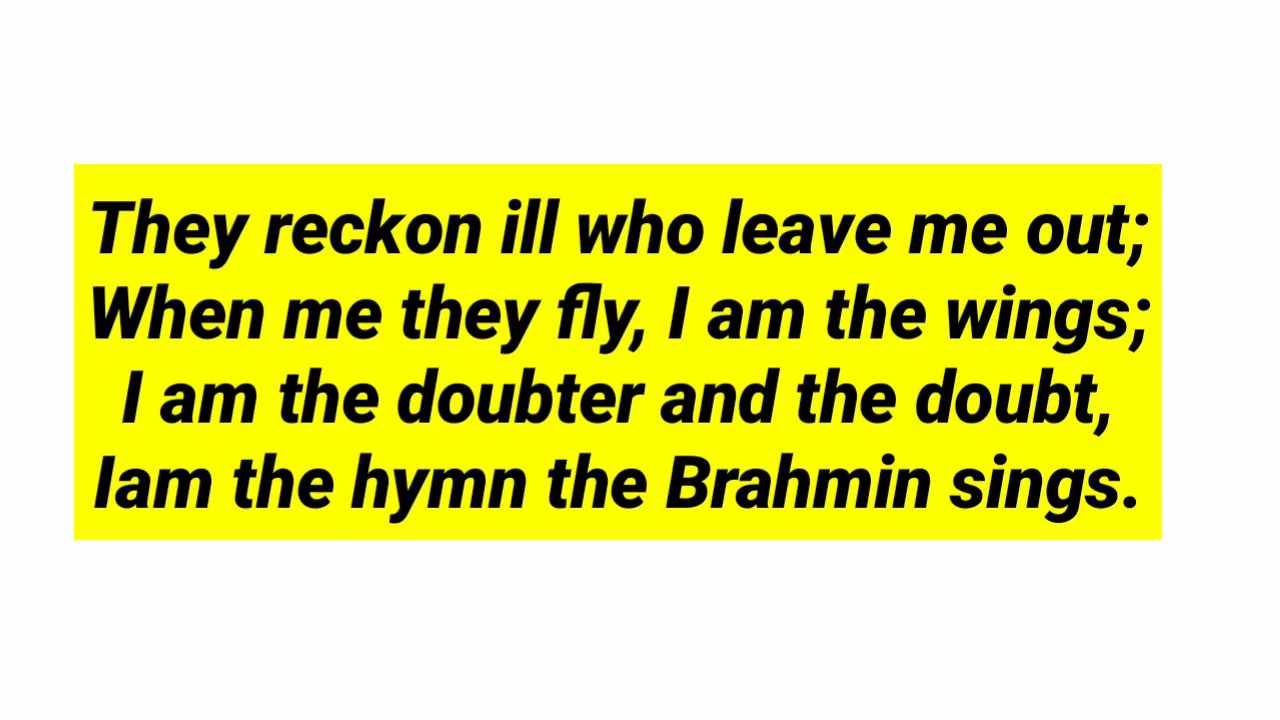 They reckon ill who leave me out;
When me they fly, I am the wings;
I am the doubter and the doubt,
Iam the hymn the Brahmin sings.